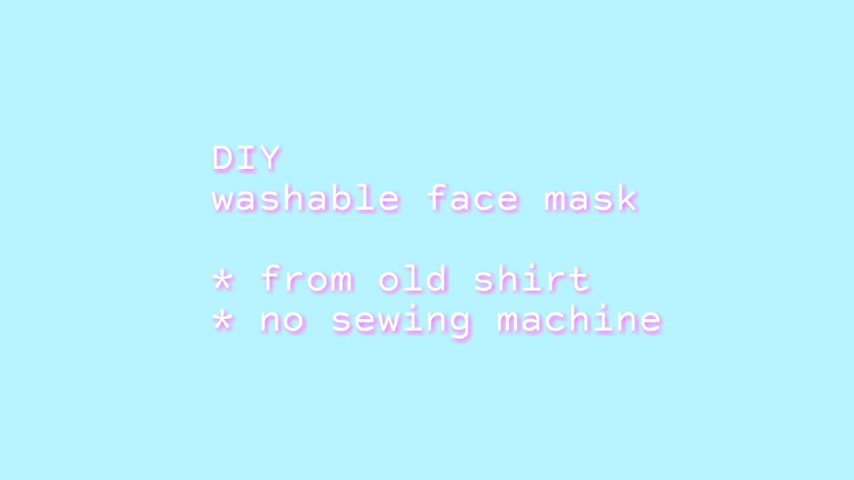 DIY
washable face mask
* from old shirt
* no sewing machine